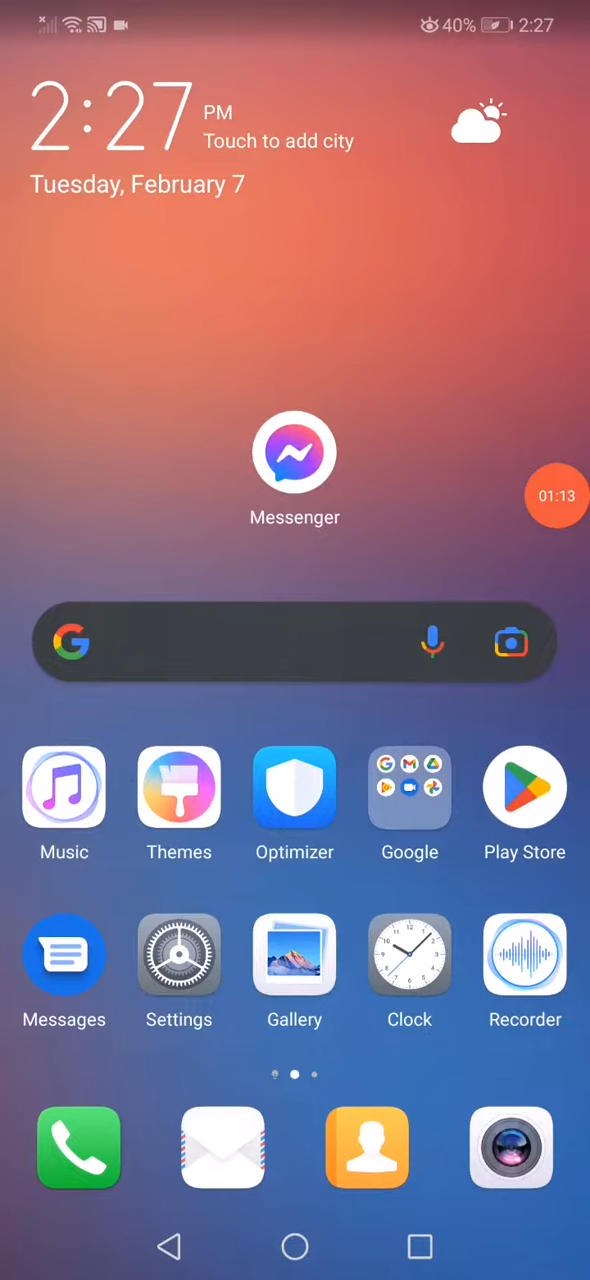 40% 2:27
2:27 PM
Touch to add city
Tuesday, February 7
Messenger
01:13
Music Themes Optimizer Google Play Store
Messages Settings Gallery Clock Recorder